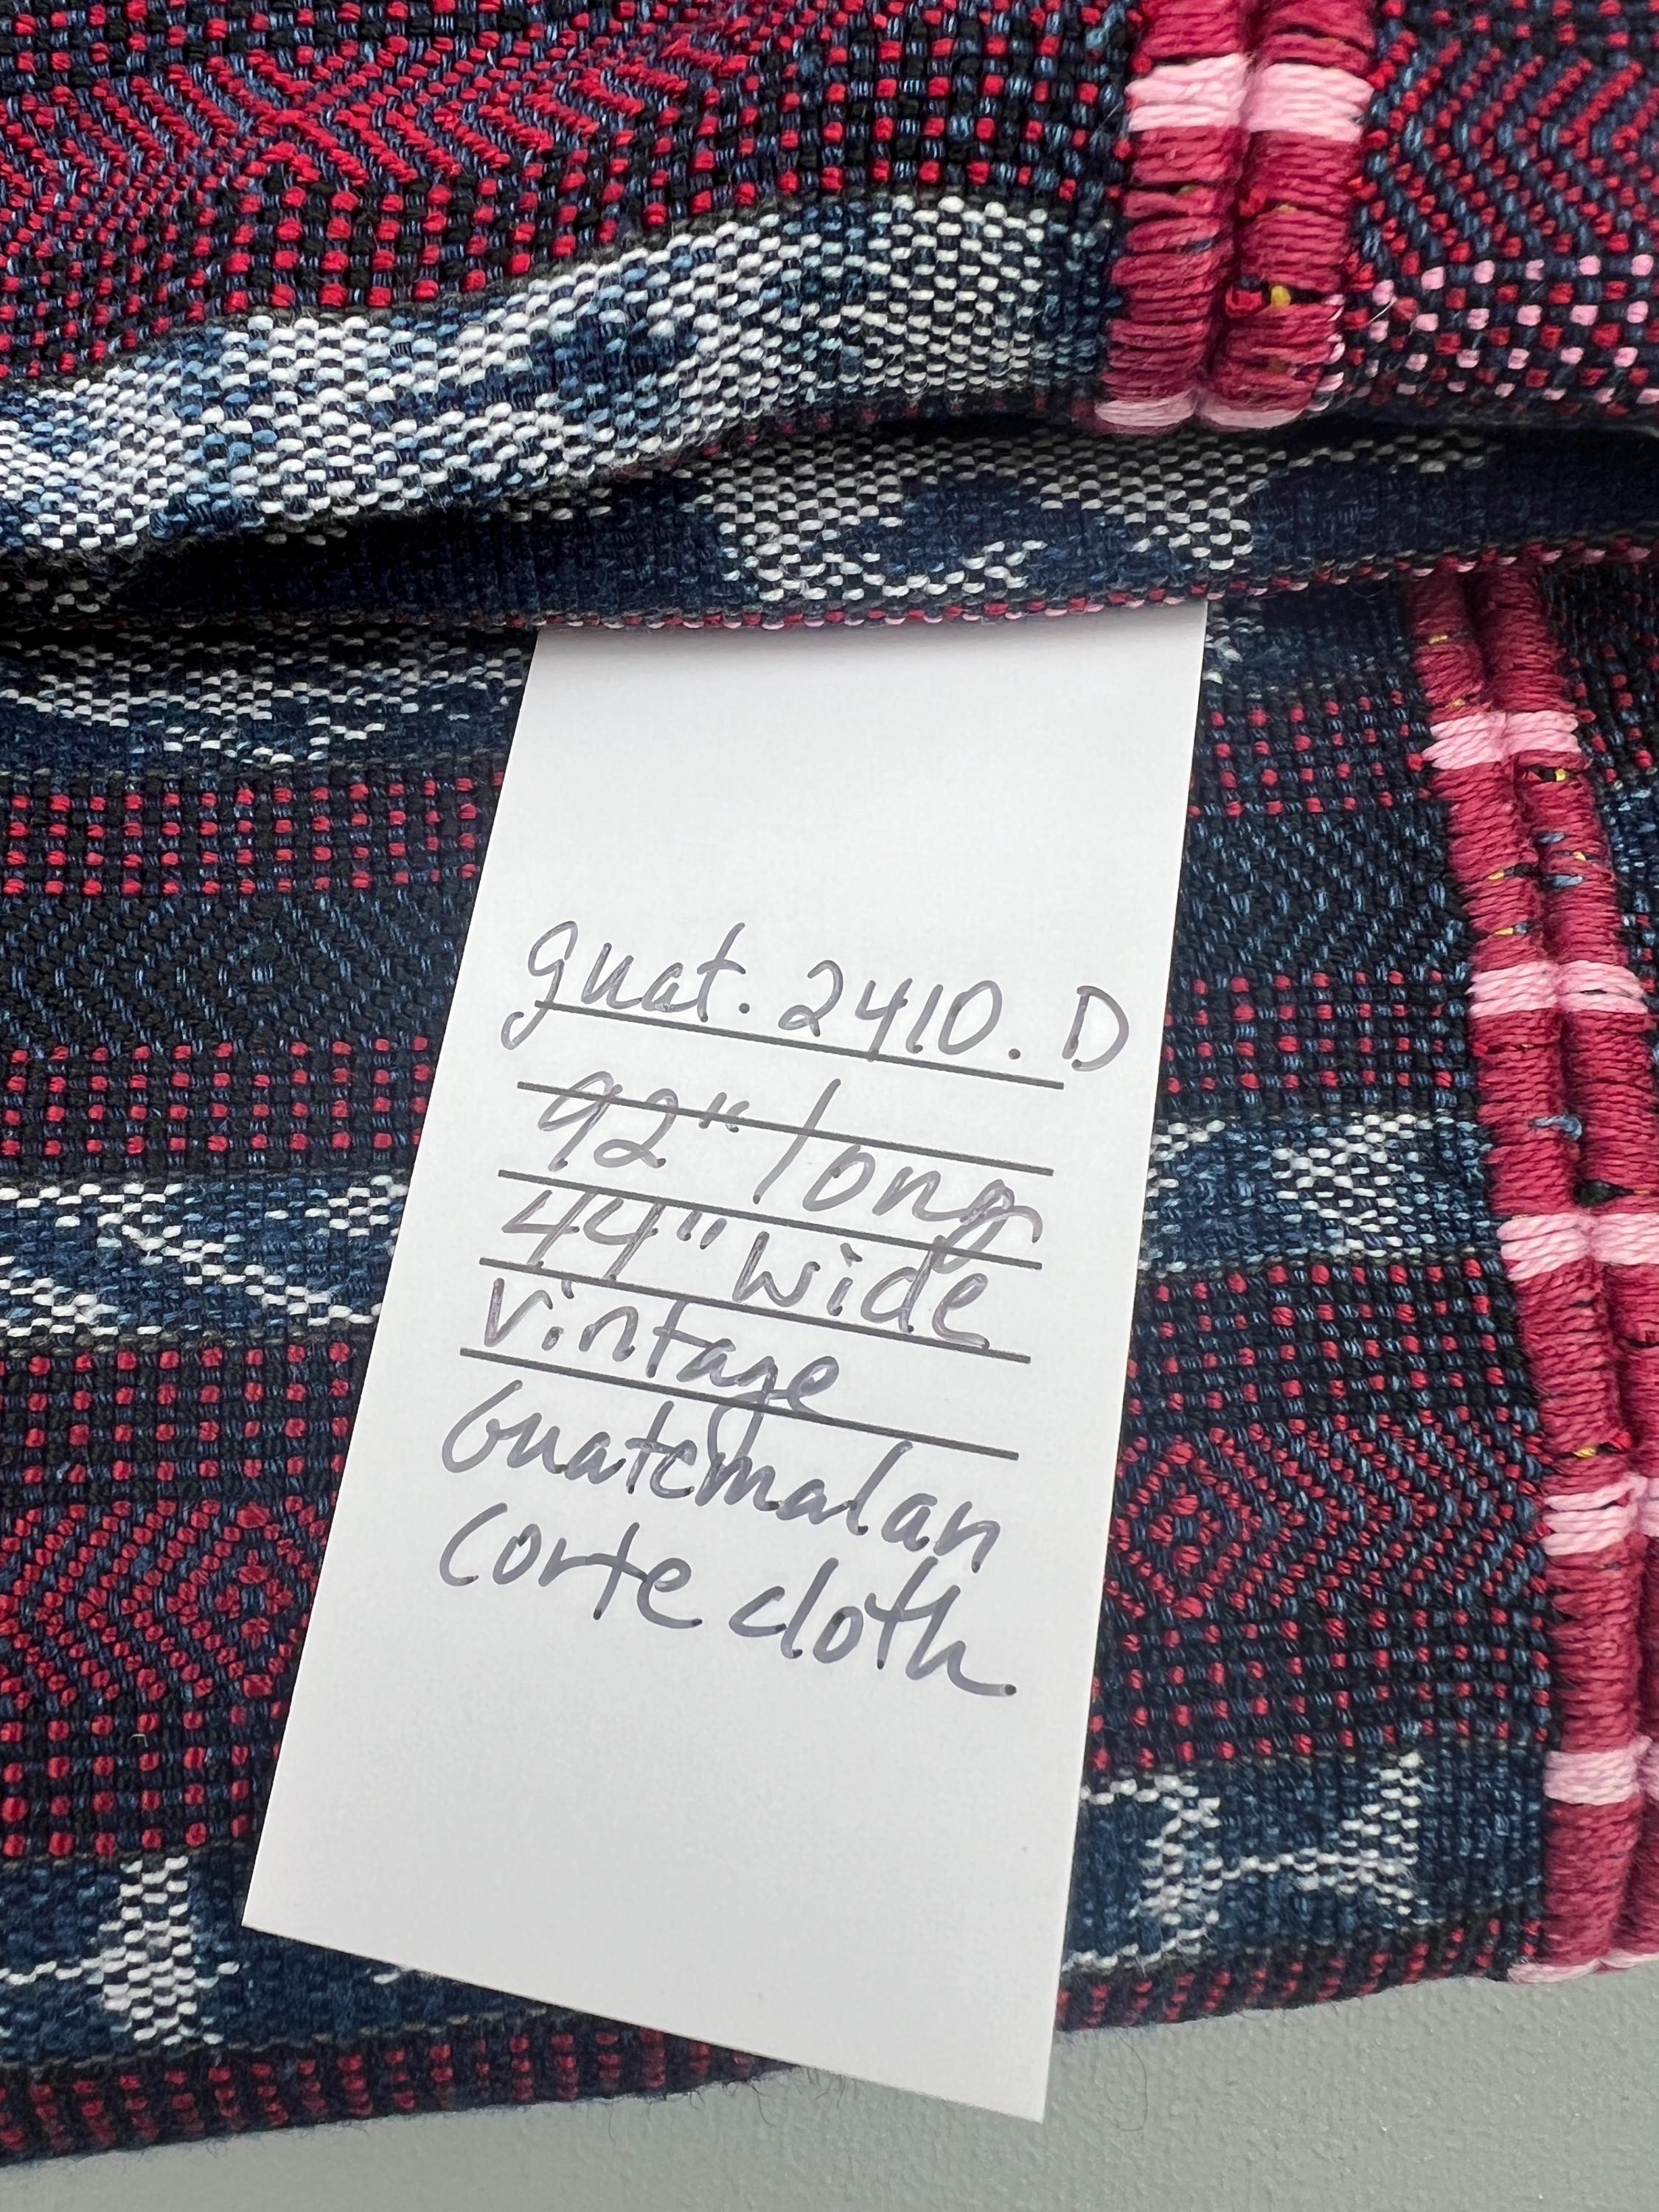 guat. 2410. D
92" long
44" wide
Vintage
Guatemalan
Corte cloth